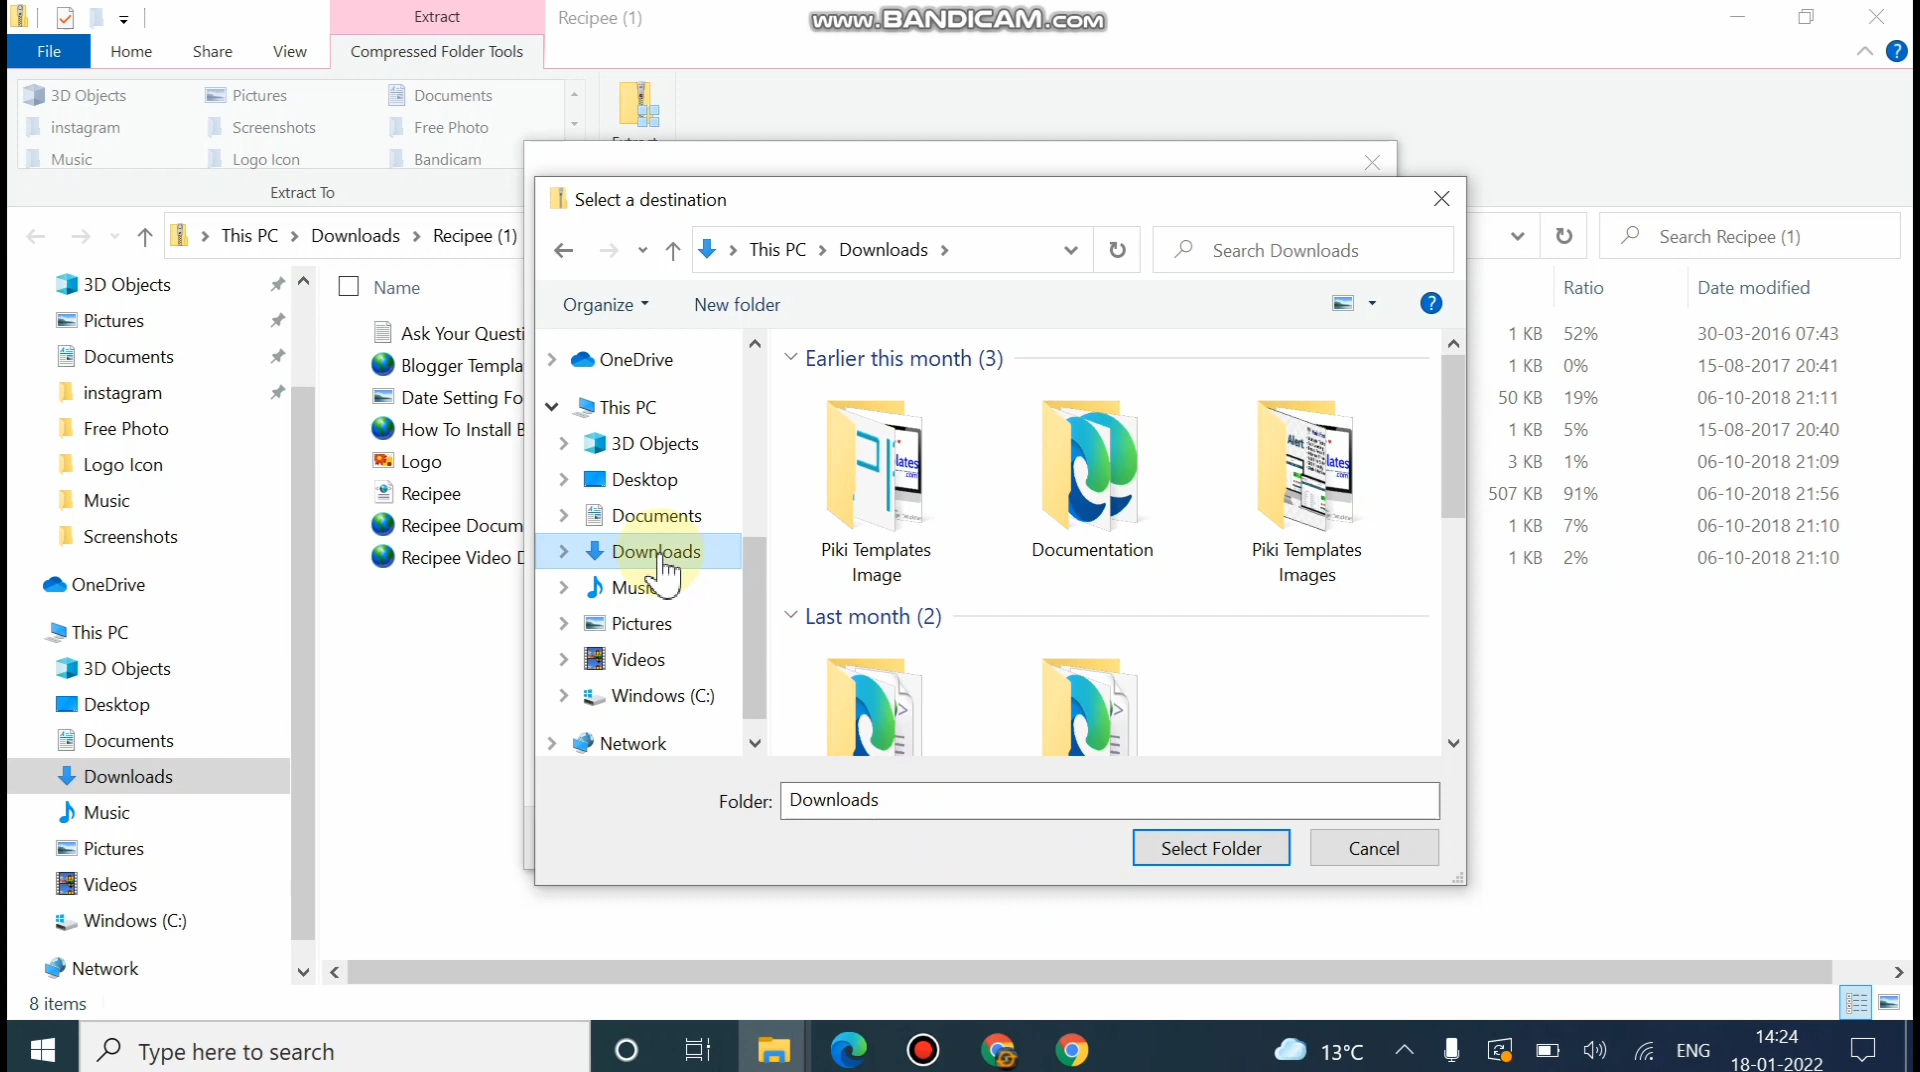 Extract
Recipee (1)
www.BANDICAM.com
File
Home
Share
View
Compressed Folder Tools
3D Objects
Pictures
Documents
instagram
Screenshots
Free Photo
Music
Logo Icon
Bandicam
Extract To
This PC > Downloads > Recipee (1)
Search Recipee (1)
3D Objects
Pictures
Documents
instagram
Free Photo
Logo Icon
Music
Screenshots
OneDrive
This PC
3D Objects
Desktop
Documents
Downloads
Music
Pictures
Videos
Windows (C:)
Network
8 items
Name
Ratio
Date modified
Ask Your Questi
1 KB 52% 30-03-2016 07:43
Blogger Templa
1 KB 0% 15-08-2017 20:41
Date Setting Fo
50 KB 19% 06-10-2018 21:11
How To Install B
1 KB 5% 15-08-2017 20:40
Logo
3 KB 1% 06-10-2018 21:09
Recipee
507 KB 91% 06-10-2018 21:56
Recipee Docum
1 KB 7% 06-10-2018 21:10
Recipee Video D
1 KB 2% 06-10-2018 21:10
Select a destination
This PC > Downloads >
Search Downloads
Organize
New folder
OneDrive
This PC
3D Objects
Desktop
Documents
Downloads
Music
Pictures
Videos
Windows (C:)
Network
Earlier this month (3)
Piki Templates
Image
Documentation
Piki Templates
Images
Last month (2)
Folder: Downloads
Select Folder
Cancel
Type here to search
13°C
ENG
14:24
18-01-2022